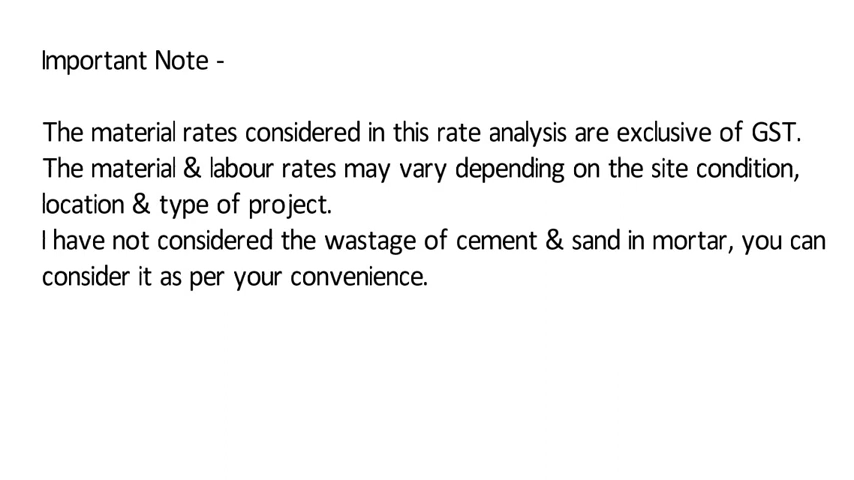 Important Note -
The material rates considered in this rate analysis are exclusive of GST.
The material & labour rates may vary depending on the site condition,
location & type of project.
I have not considered the wastage of cement & sand in mortar, you can
consider it as per your convenience.